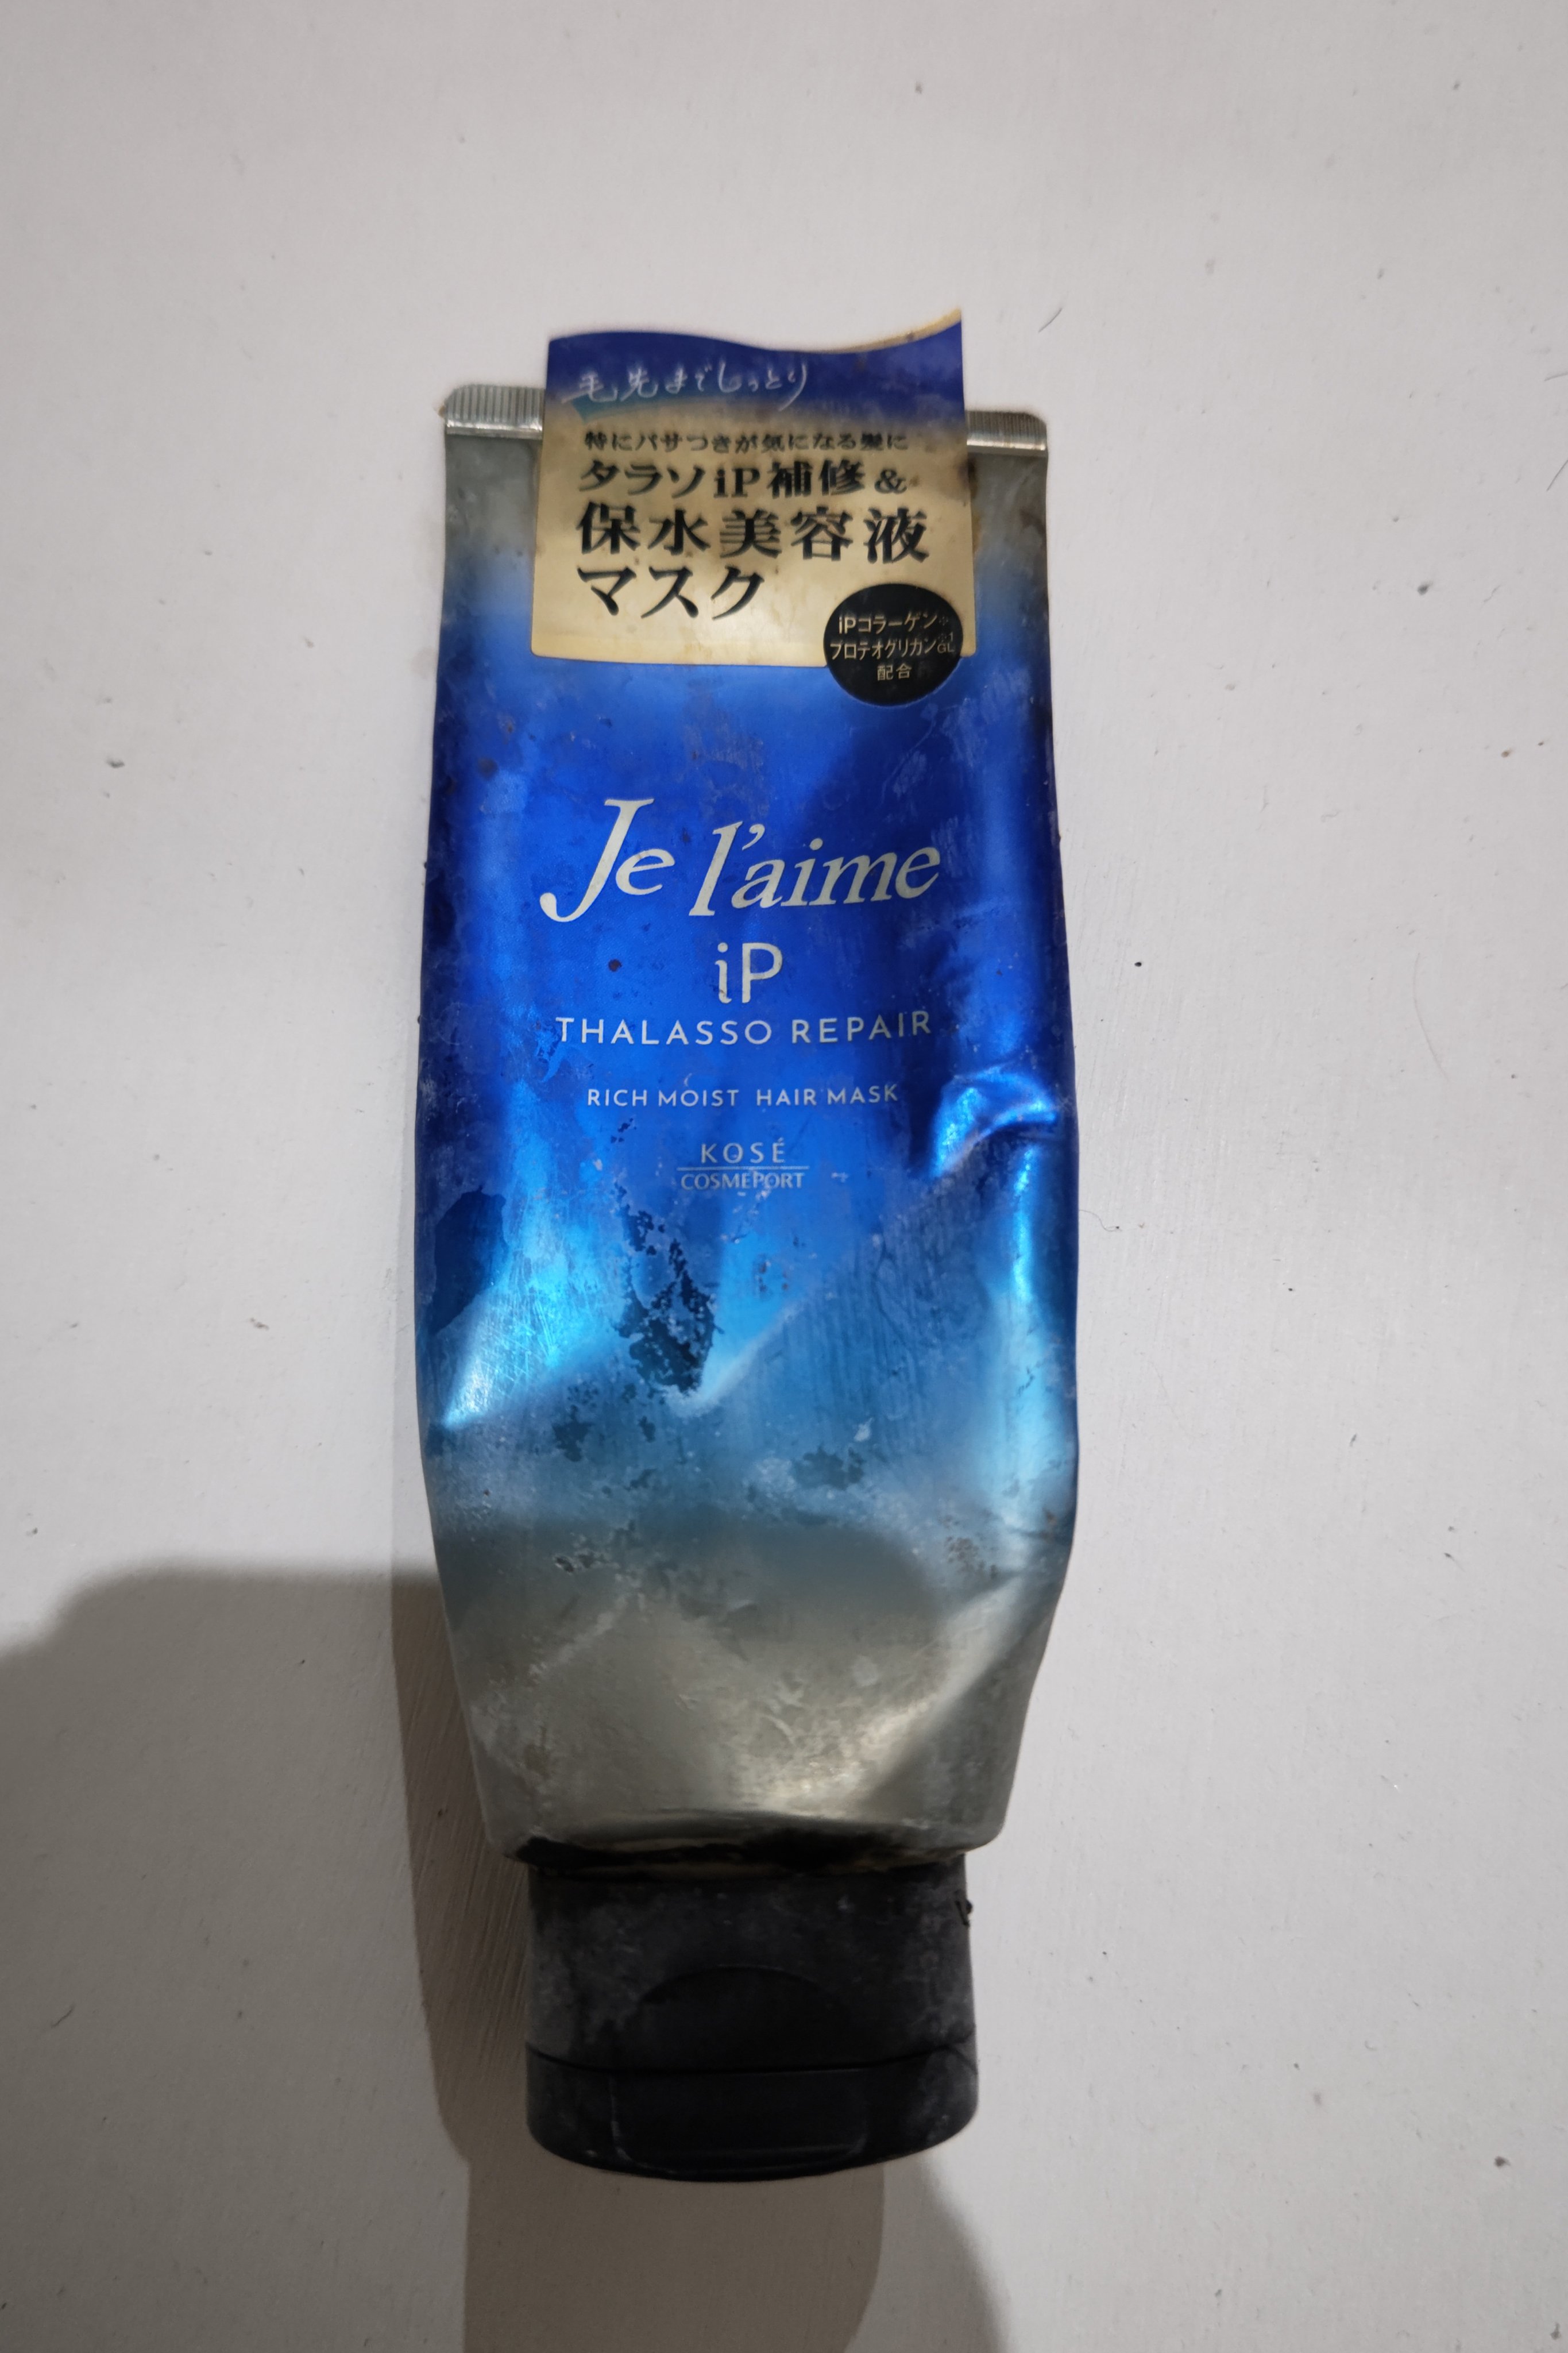 毛先までしっとり
特にパサつきが気になる髪に
タラソiP補修&
保水美容液
マスク
iPコラーゲン
プロテオグリカン
配合
Je l'aime
iP
THALASSO REPAIR
RICH MOIST HAIR MASK
KOSÉ
COSMEPORT